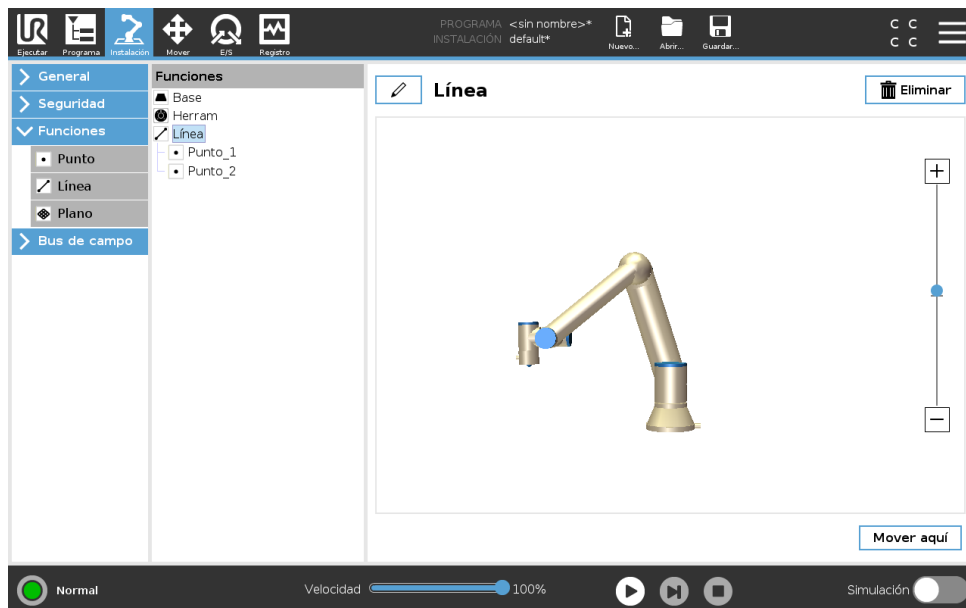 PROGRAMA <sin nombre>*
INSTALACIÓN default*
UR
Ejecutar Programa Instalación Mover E/S Registro
Nuevo... Abrir... Guardar...
C C
C C
General
Seguridad
Funciones
Punto
Línea
Plano
Bus de campo
Funciones
Base
Herram
Línea
Punto_1
Punto_2
Línea
Eliminar
Mover aquí
Normal
Velocidad 100%
Simulación